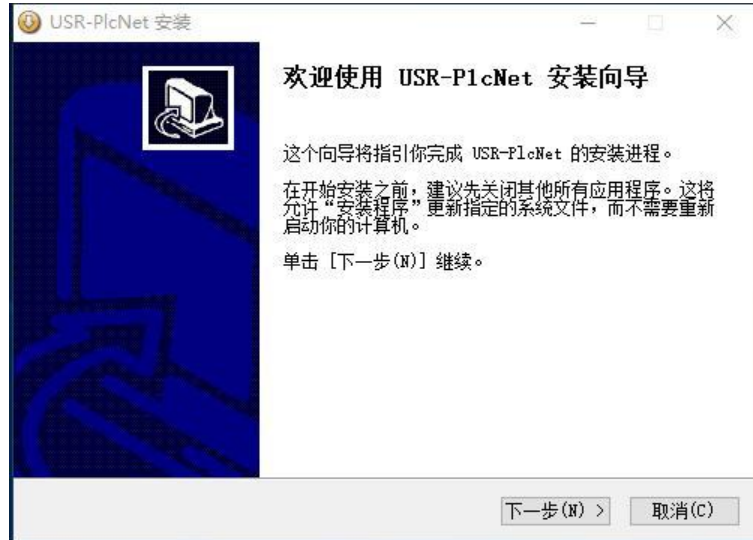 USR-PlcNet 安装
欢迎使用 USR-PlcNet 安装向导
这个向导将指引你完成 USR-PlcNet 的安装进程。
在开始安装之前，建议先关闭其他所有应用程序。这将
允许“安装程序”更新指定的系统文件，而不需要重新
启动你的计算机。
单击 [下一步(N)] 继续。
下一步(N) >
取消(C)